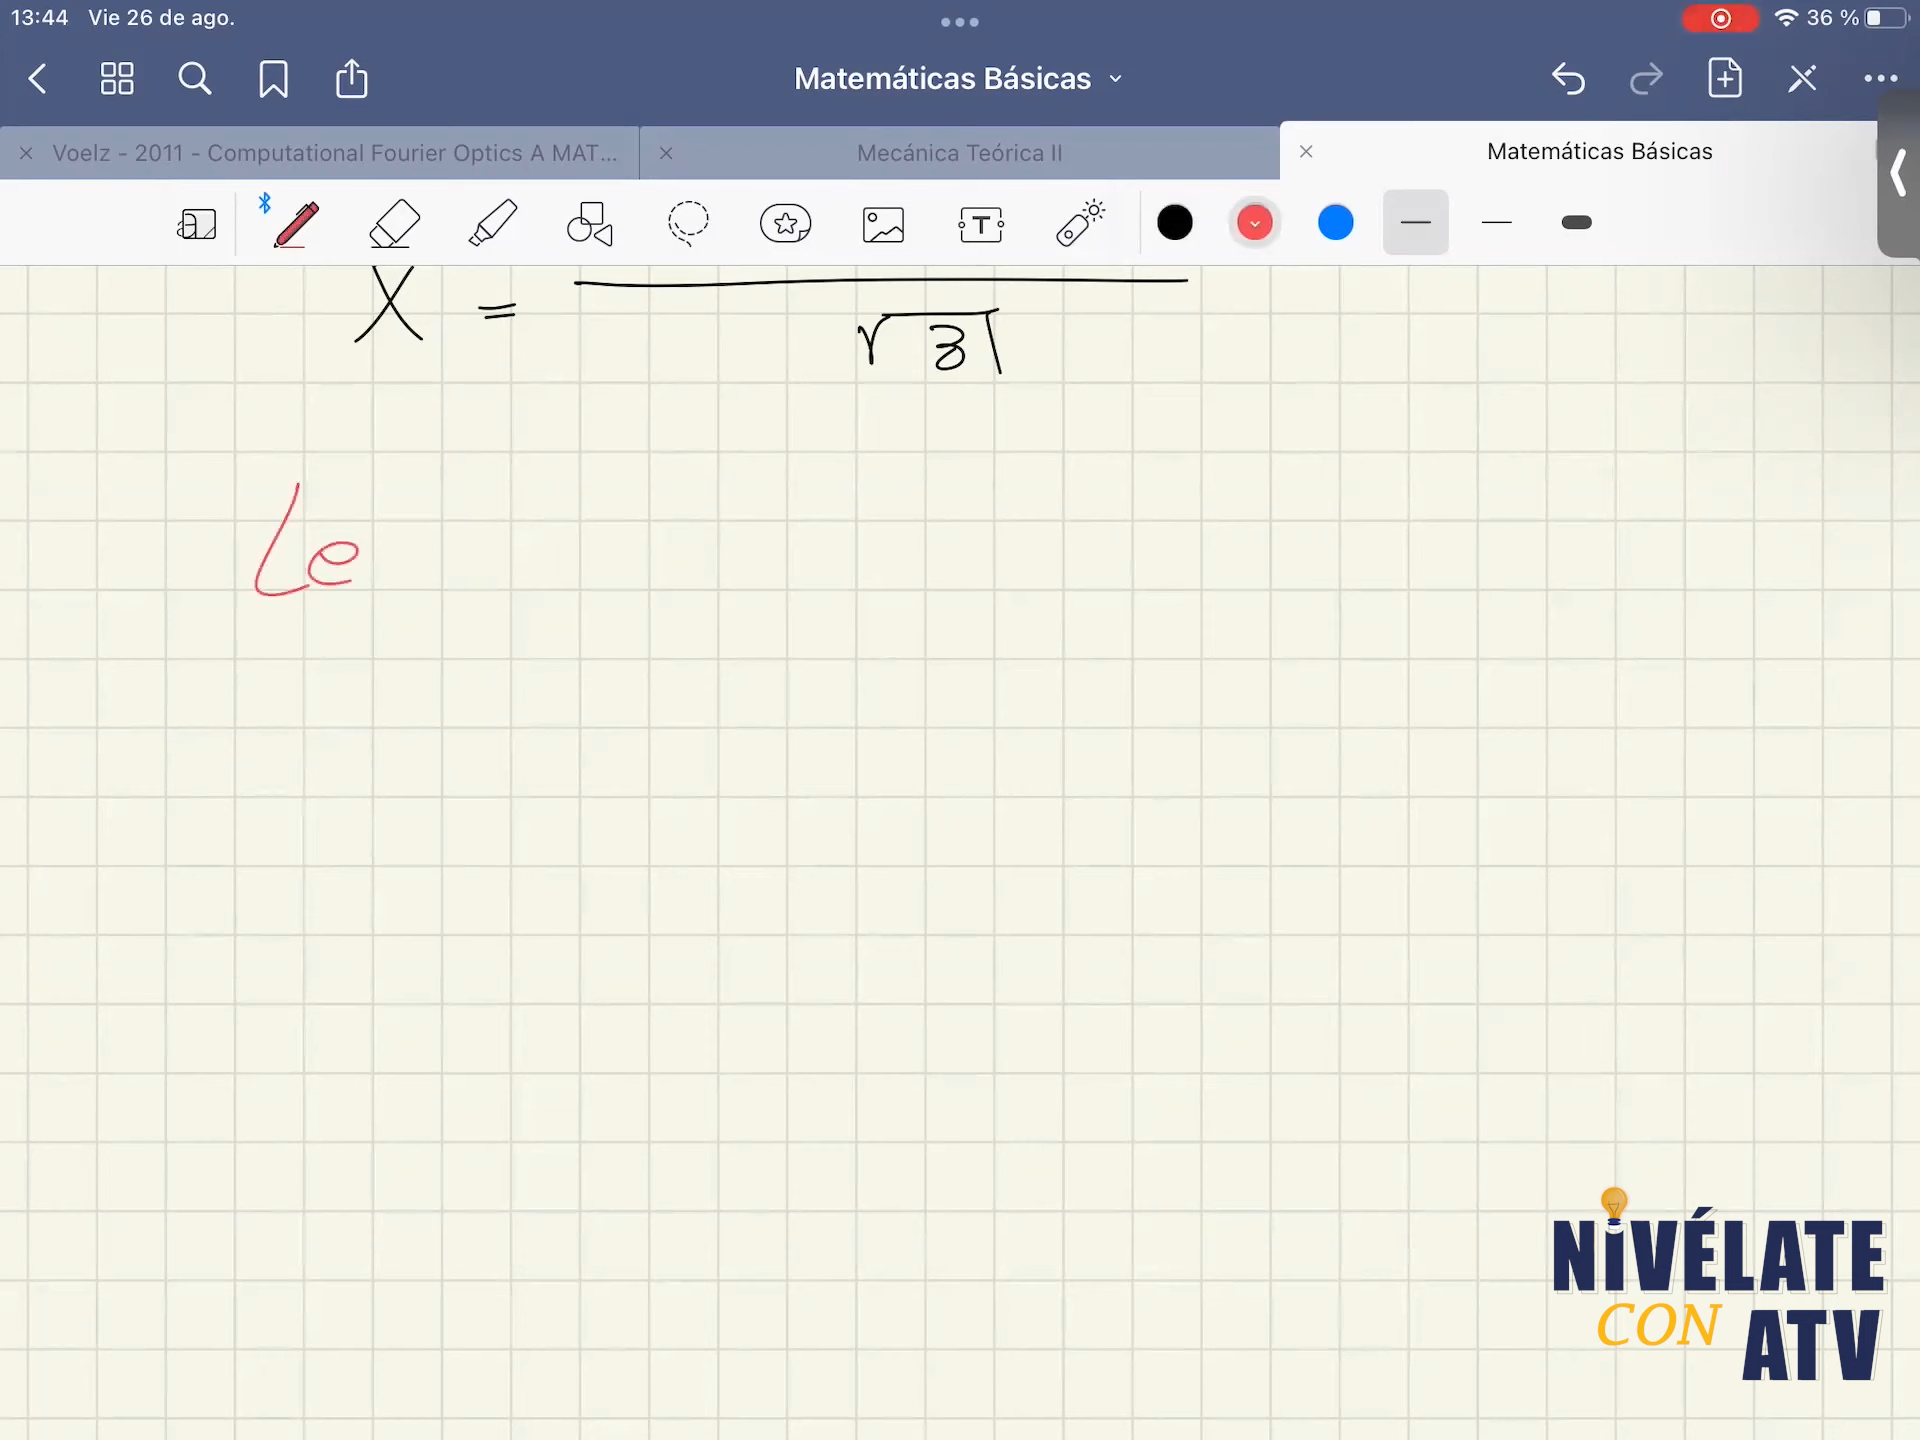 13:44 Vie 26 de ago.
36 %
Matemáticas Básicas
Voelz - 2011 - Computational Fourier Optics A MAT...
Mecánica Teórica II
Matemáticas Básicas
X =
√3
Le
NIVÉLATE
CON
ATV